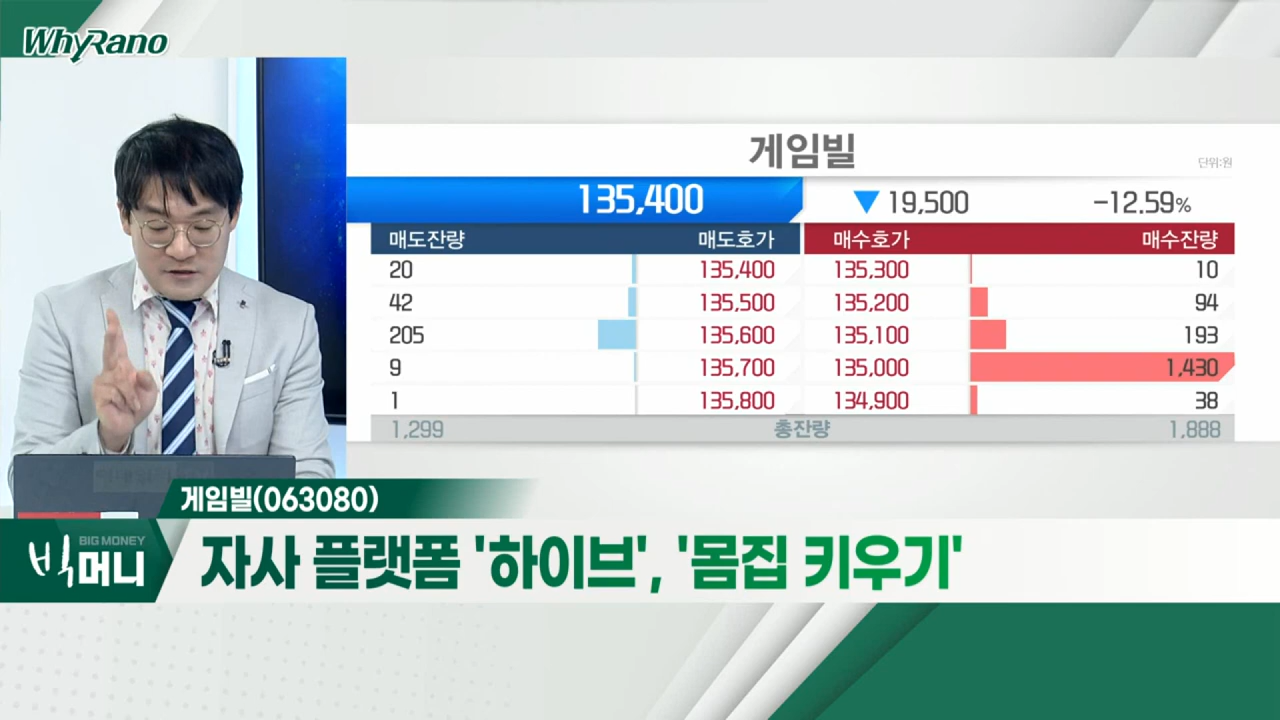 WhyRano
게임빌
단위:원
135,400 ▼ 19,500 -12.59%
매도잔량 매도호가 매수호가 매수잔량
20 135,400 135,300 10
42 135,500 135,200 94
205 135,600 135,100 193
9 135,700 135,000 1,430
1 135,800 134,900 38
1,299 총잔량 1,888
게임빌(063080)
BIG MONEY
빅머니
자사 플랫폼 '하이브', '몸집 키우기'